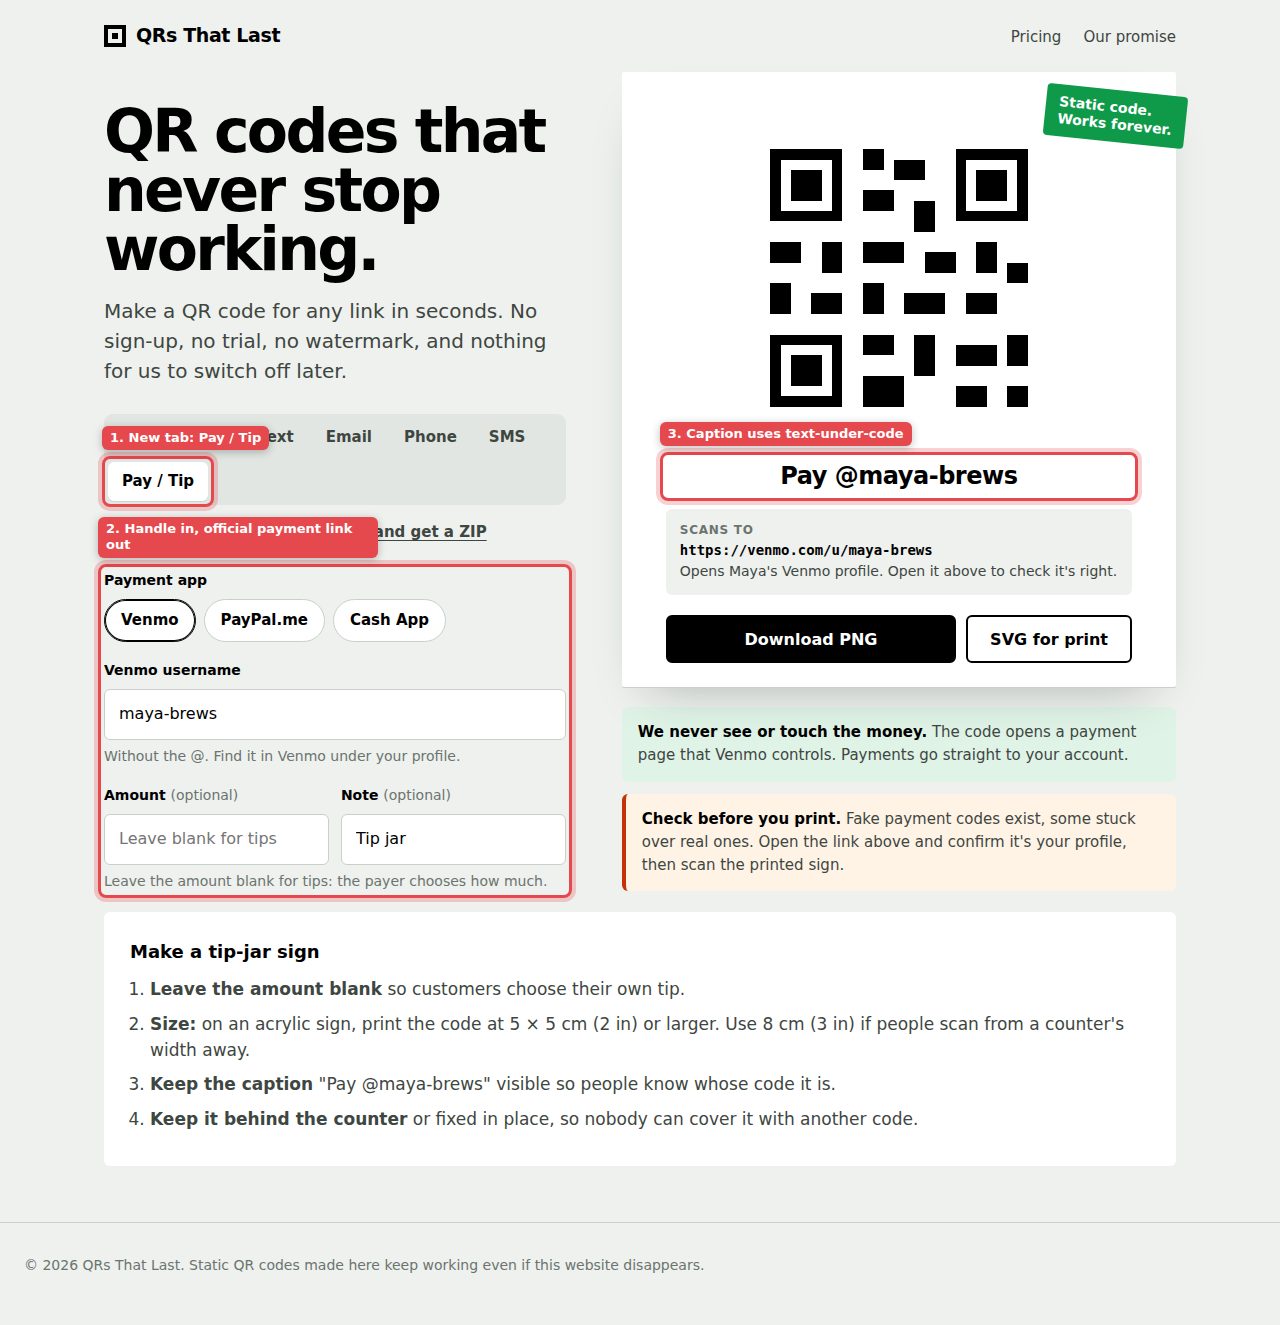 QRs That Last
Pricing
Our promise
QR codes that
never stop
working.
Make a QR code for any link in seconds. No
sign-up, no trial, no watermark, and nothing
for us to switch off later.
1. New tab: Pay / Tip
Email
Phone
SMS
Pay / Tip
2. Handle in, official payment link
out
and get a ZIP
Payment app
Venmo
PayPal.me
Cash App
Venmo username
maya-brews
Without the @. Find it in Venmo under your profile.
Amount (optional)
Note (optional)
Leave blank for tips
Tip jar
Leave the amount blank for tips: the payer chooses how much.
Static code.
Works forever.
3. Caption uses text-under-code
Pay @maya-brews
SCANS TO
https://venmo.com/u/maya-brews
Opens Maya's Venmo profile. Open it above to check it's right.
Download PNG
SVG for print
We never see or touch the money. The code opens a payment
page that Venmo controls. Payments go straight to your account.
Check before you print. Fake payment codes exist, some stuck
over real ones. Open the link above and confirm it's your profile,
then scan the printed sign.
Make a tip-jar sign
1. Leave the amount blank so customers choose their own tip.
2. Size: on an acrylic sign, print the code at 5 × 5 cm (2 in) or larger. Use 8 cm (3 in) if people scan from a counter's
width away.
3. Keep the caption "Pay @maya-brews" visible so people know whose code it is.
4. Keep it behind the counter or fixed in place, so nobody can cover it with another code.
© 2026 QRs That Last. Static QR codes made here keep working even if this website disappears.